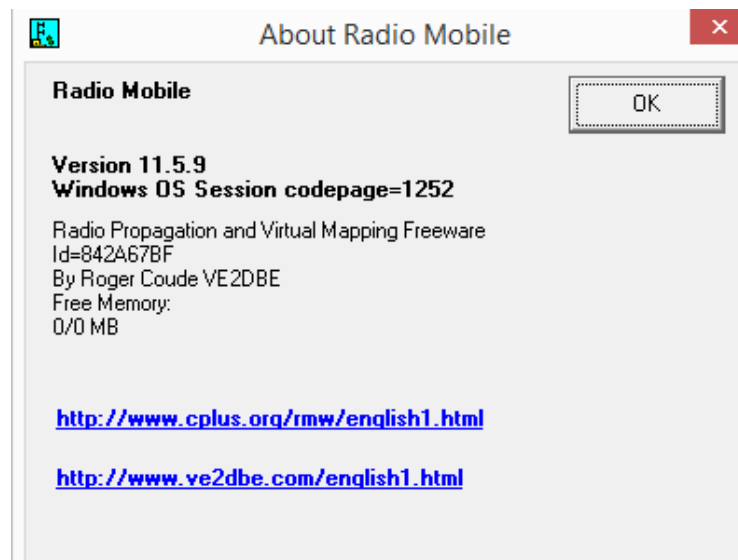 About Radio Mobile
Radio Mobile
OK
Version 11.5.9
Windows OS Session codepage=1252
Radio Propagation and Virtual Mapping Freeware
Id=842A67BF
By Roger Coude VE2DBE
Free Memory:
0/0 MB
http://www.cplus.org/rmw/english1.html
http://www.ve2dbe.com/english1.html